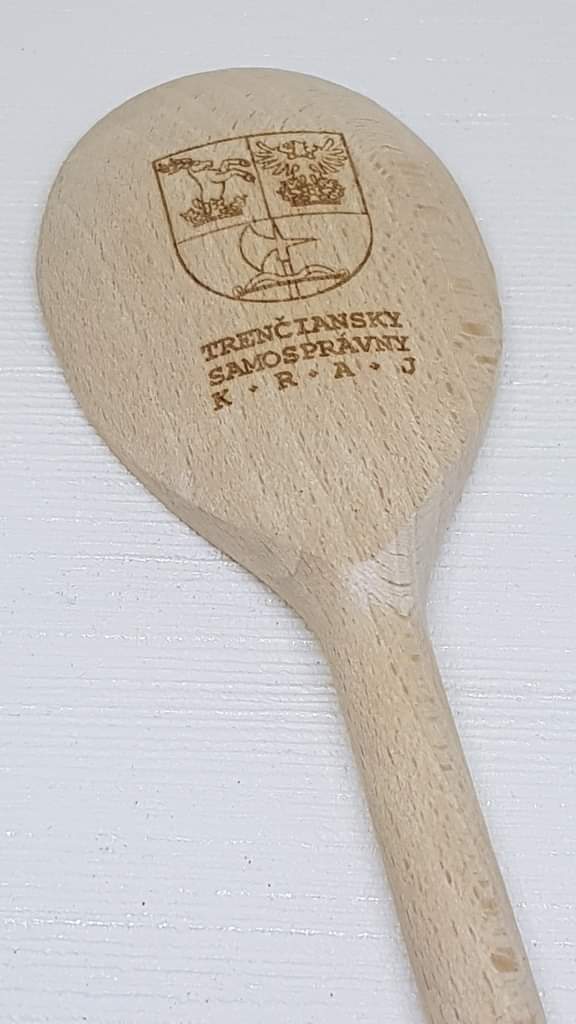 TRENČIANSKY
SAMOSPRÁVNY
K • R • A • J